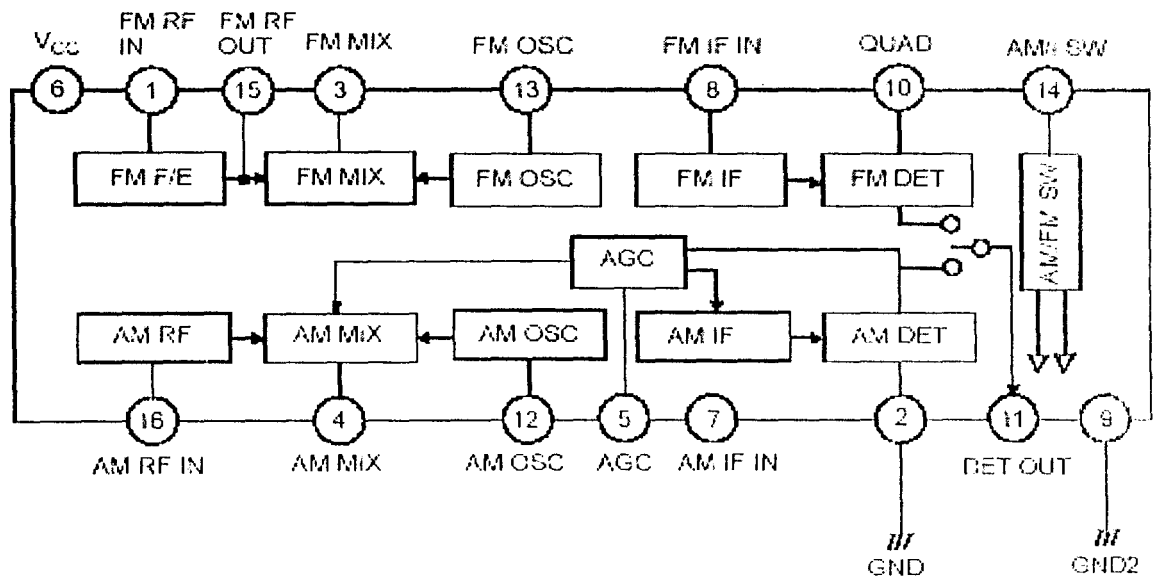 VCC
FM RF IN
FM RF OUT
FM MIX
FM OSC
FM IF IN
QUAD
6
1
15
3
13
8
10
14
FM F/E
FM MIX
FM OSC
FM IF
FM DET
AM/FM SW
AGC
AM RF
AM MIX
AM OSC
AM IF
AM DET
16
4
12
5
7
2
11
9
AM RF IN
AM MIX
AM OSC
AGC
AM IF IN
DET OUT
GND
GND2